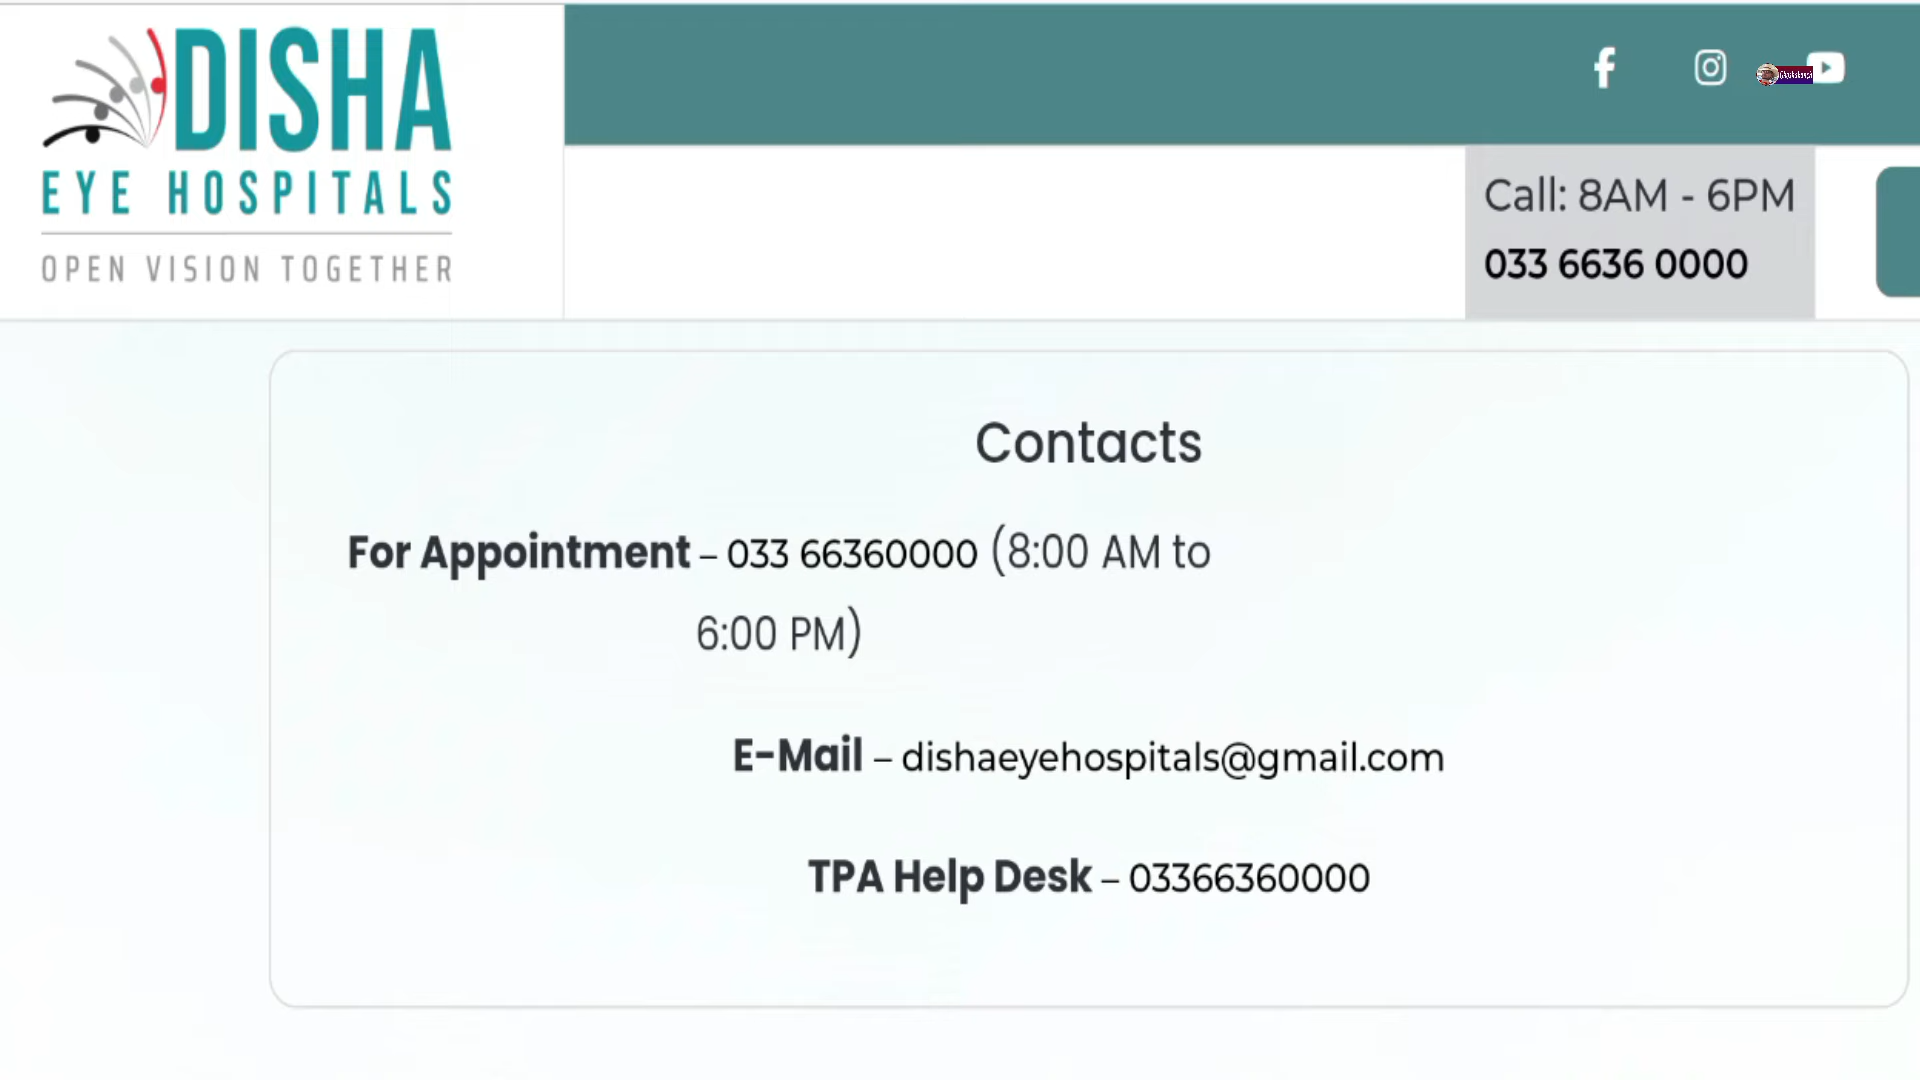 DISHA
EYE HOSPITALS
OPEN VISION TOGETHER
Call: 8AM - 6PM
033 6636 0000
Contacts
For Appointment – 033 66360000 (8:00 AM to
6:00 PM)
E-Mail – dishaeyehospitals@gmail.com
TPA Help Desk – 03366360000